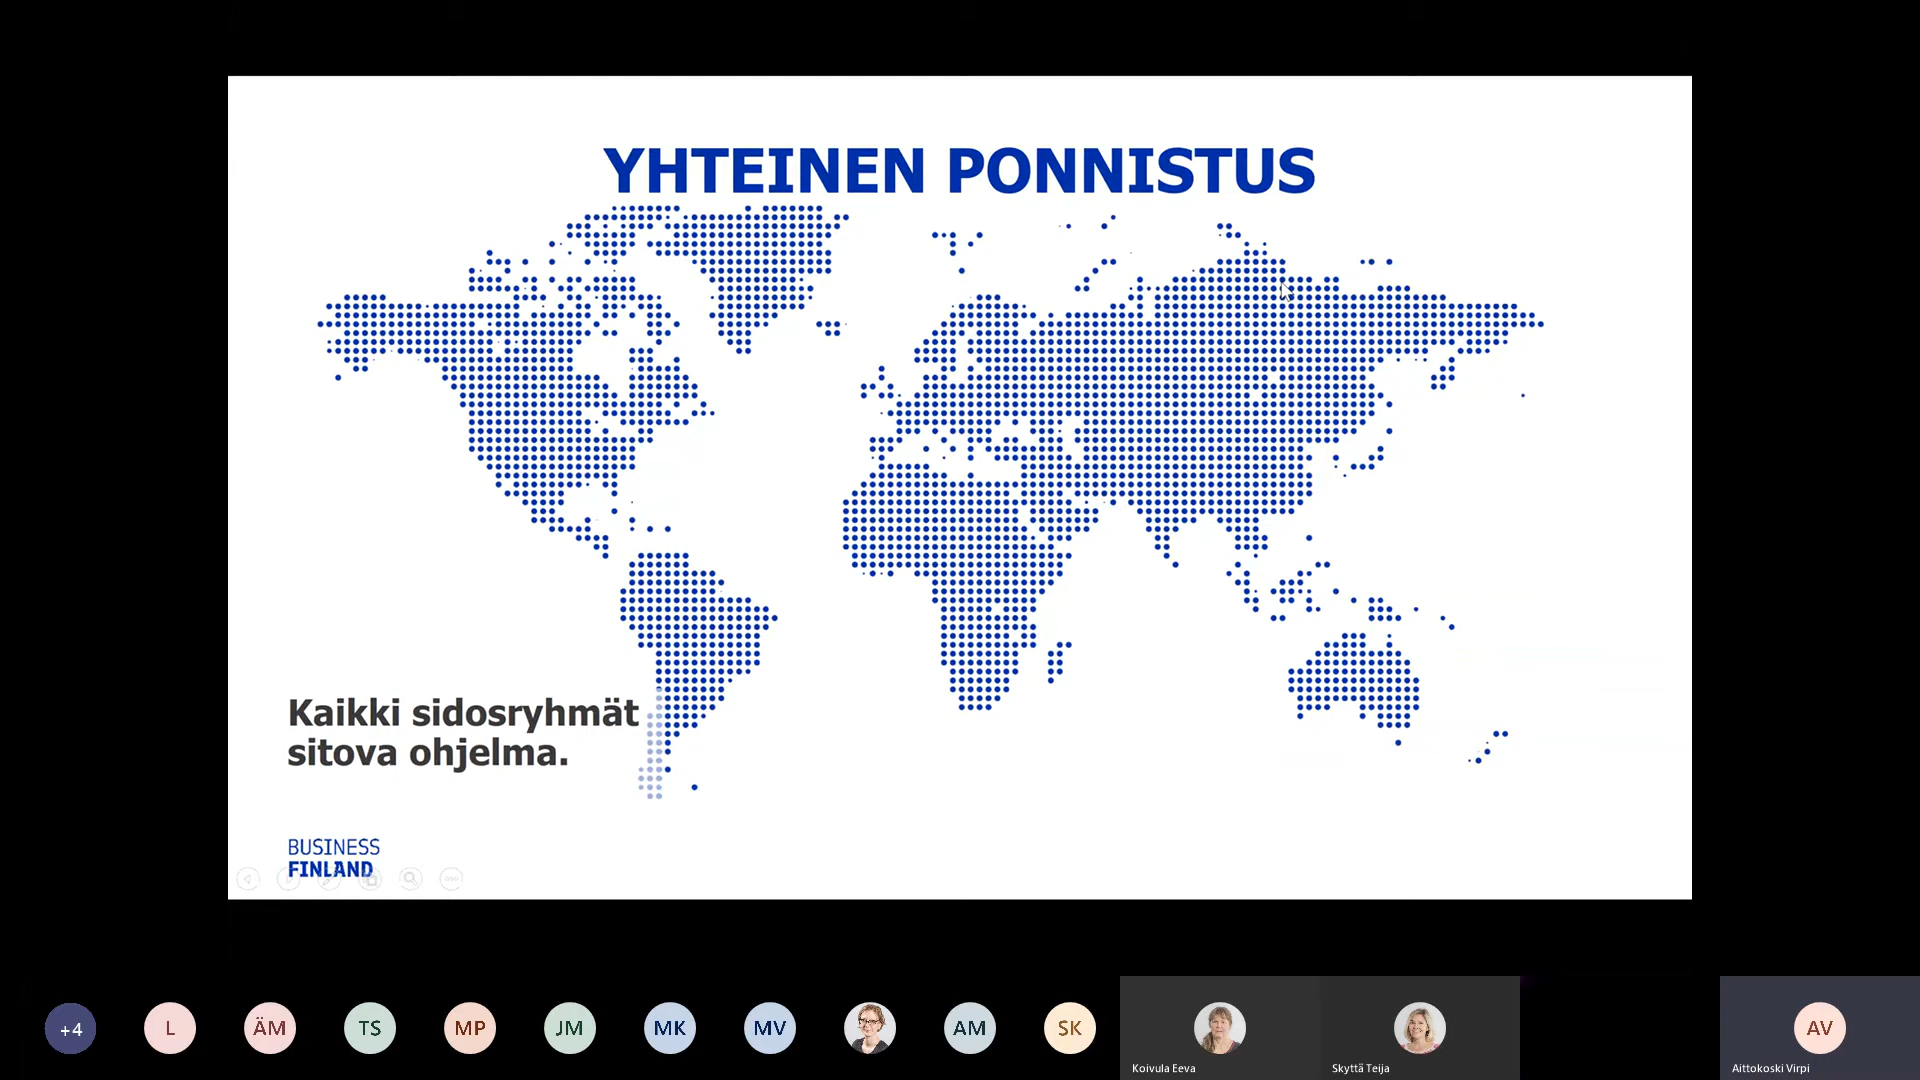 YHTEINEN PONNISTUS
Kaikki sidosryhmät
sitova ohjelma.
BUSINESS
FINLAND
+4
L
ÄM
TS
MP
JM
MK
MV
AM
SK
Koivula Eeva
Skyttä Teija
AV
Aittokoski Virpi